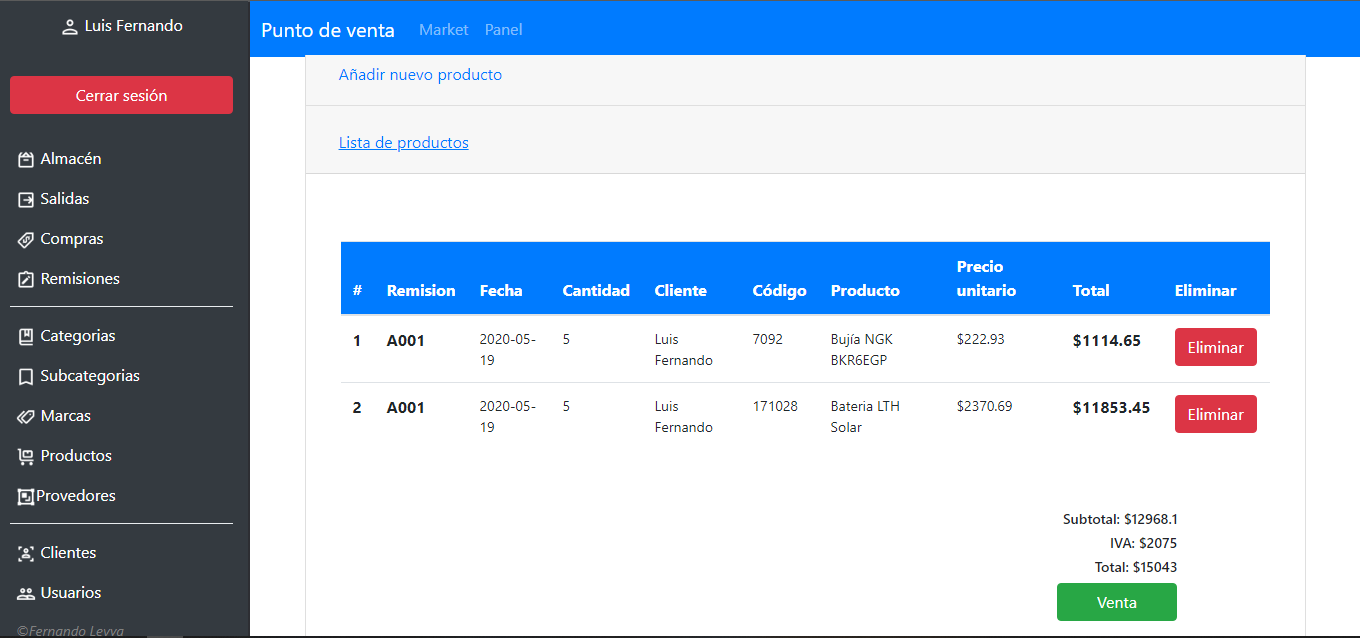 Luis Fernando
Cerrar sesión
Almacén
Salidas
Compras
Remisiones
Categorias
Subcategorias
Marcas
Productos
Provedores
Clientes
Usuarios
©Fernando Leyva
Punto de venta Market Panel
Añadir nuevo producto
Lista de productos
# Remision Fecha Cantidad Cliente Código Producto Precio unitario Total Eliminar
1 A001 2020-05-19 5 Luis Fernando 7092 Bujía NGK BKR6EGP $222.93 $1114.65 Eliminar
2 A001 2020-05-19 5 Luis Fernando 171028 Bateria LTH Solar $2370.69 $11853.45 Eliminar
Subtotal: $12968.1
IVA: $2075
Total: $15043
Venta